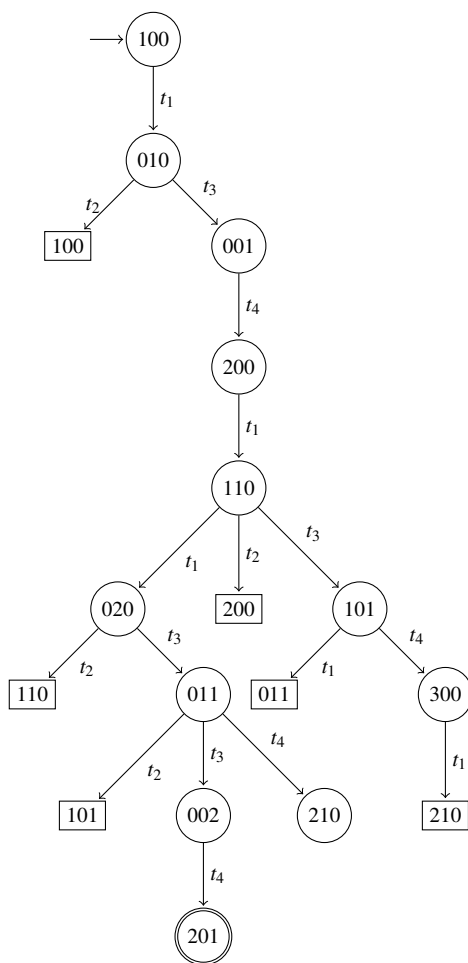 100
t₁
010
t₂ t₃
100 001
t₄
200
t₁
110
t₁ t₂ t₃
020 200 101
t₂ t₃ t₁ t₄
110 011 011 300
t₂ t₃ t₄ t₁
101 002 210 210
t₄
201